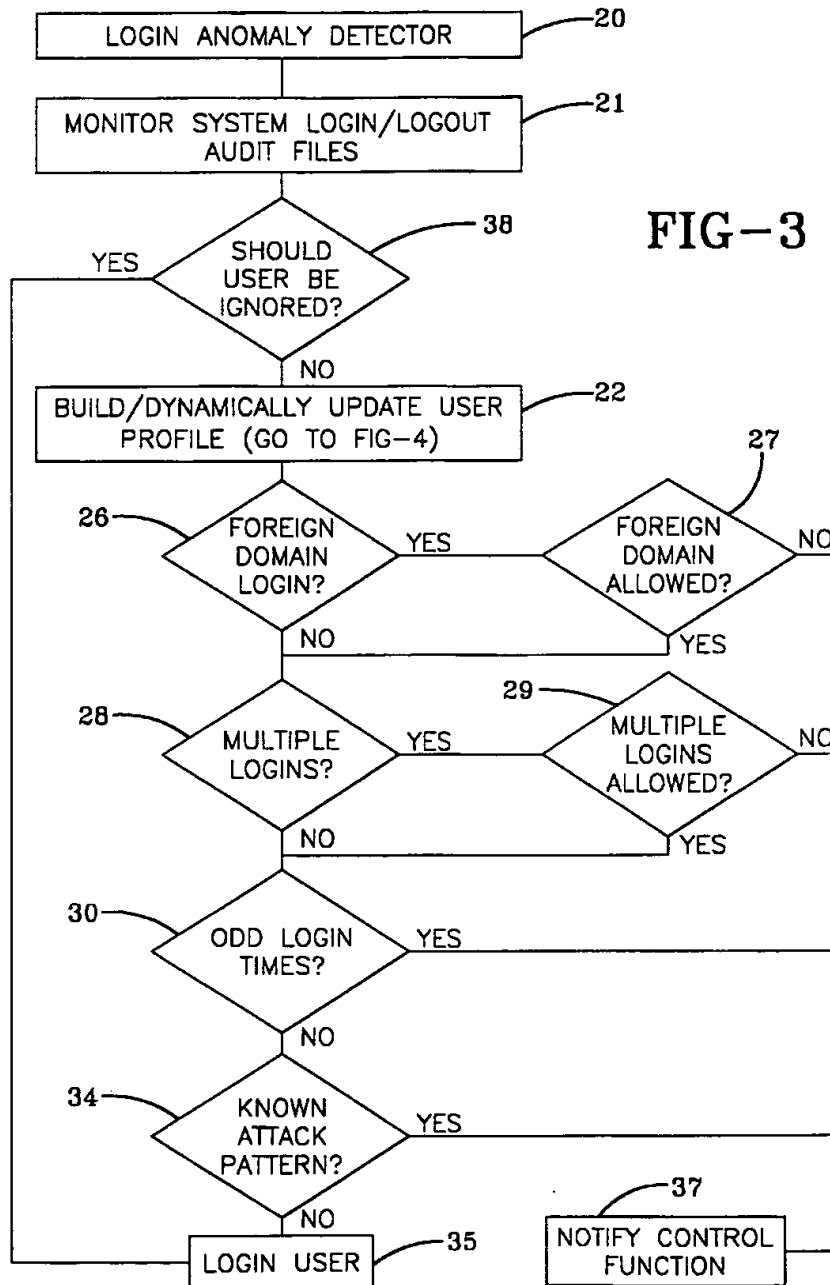 LOGIN ANOMALY DETECTOR
20
MONITOR SYSTEM LOGIN/LOGOUT
AUDIT FILES
21
FIG-3
SHOULD
USER BE
IGNORED?
38
YES
NO
BUILD/DYNAMICALLY UPDATE USER
PROFILE (GO TO FIG-4)
22
26
FOREIGN
DOMAIN
LOGIN?
YES
NO
27
FOREIGN
DOMAIN
ALLOWED?
NO
YES
28
MULTIPLE
LOGINS?
YES
NO
29
MULTIPLE
LOGINS
ALLOWED?
NO
YES
30
ODD LOGIN
TIMES?
YES
NO
34
KNOWN
ATTACK
PATTERN?
YES
NO
LOGIN USER
35
37
NOTIFY CONTROL
FUNCTION